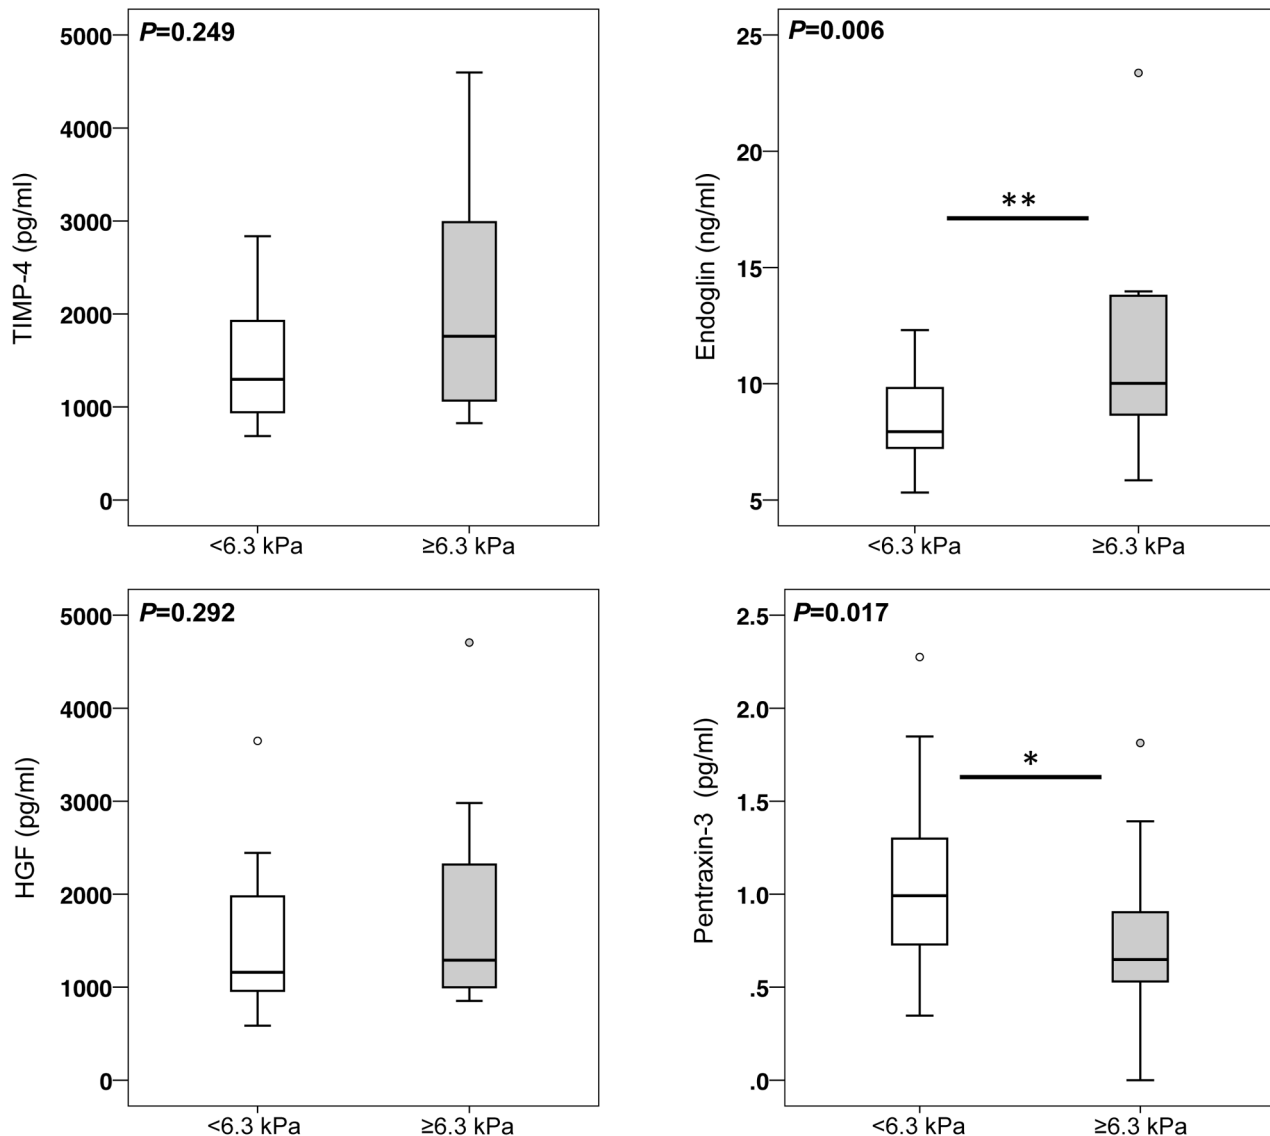 P=0.249
5000
4000
3000
2000
1000
0
TIMP-4 (pg/ml)
<6.3 kPa
≥6.3 kPa
P=0.006
25
20
15
10
5
Endoglin (ng/ml)
**
<6.3 kPa
≥6.3 kPa
P=0.292
5000
4000
3000
2000
1000
0
HGF (pg/ml)
<6.3 kPa
≥6.3 kPa
P=0.017
2.5
2.0
1.5
1.0
.5
.0
Pentraxin-3 (pg/ml)
*
<6.3 kPa
≥6.3 kPa